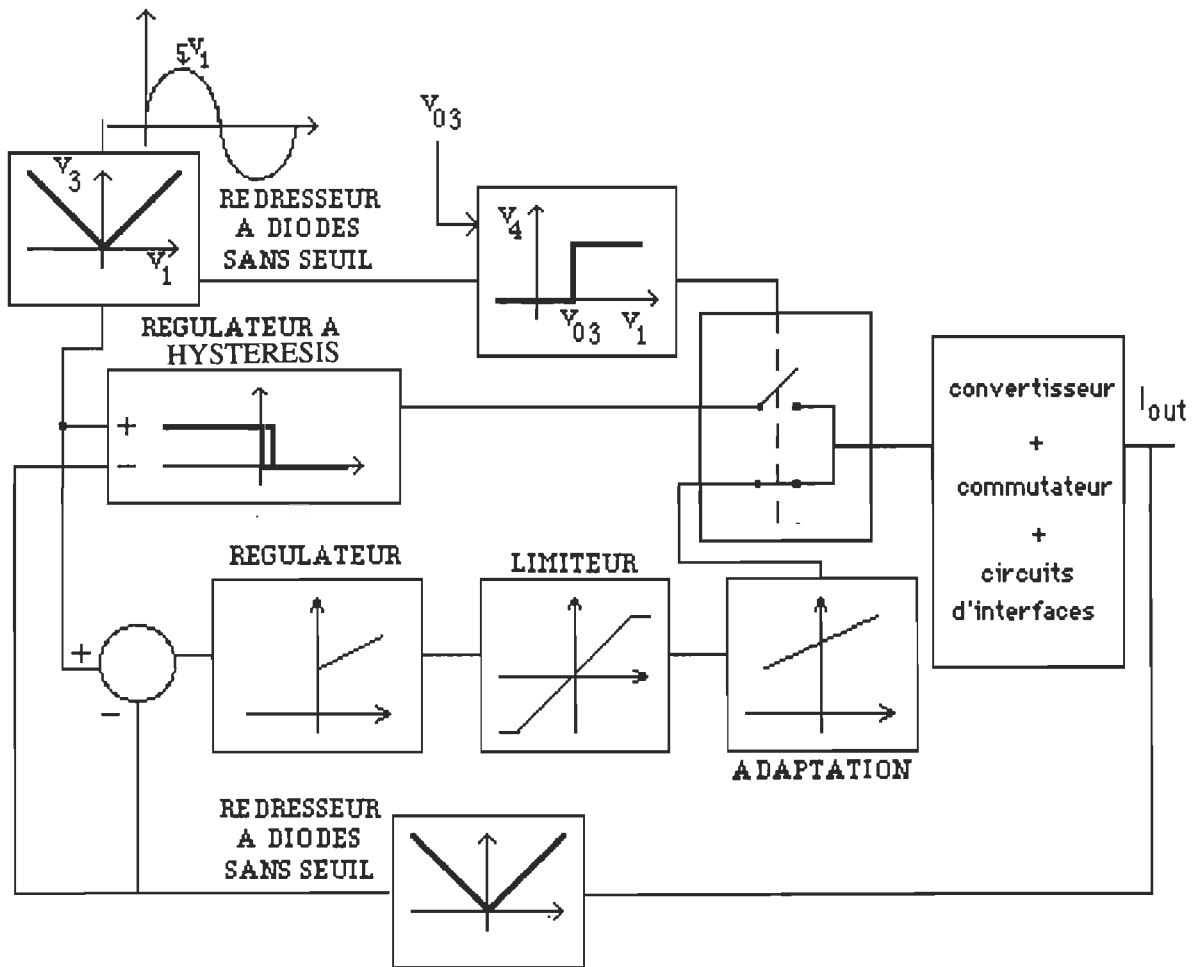 5V1
V03
V3
V1
REDRESSEUR
A DIODES
SANS SEUIL
V4
V03 V1
REGULATEUR A
HYSTERESIS
+
-
convertisseur
+
commutateur
+
circuits
d'interfaces
Iout
REGULATEUR
LIMITEUR
+
-
ADAPTATION
REDRESSEUR
A DIODES
SANS SEUIL